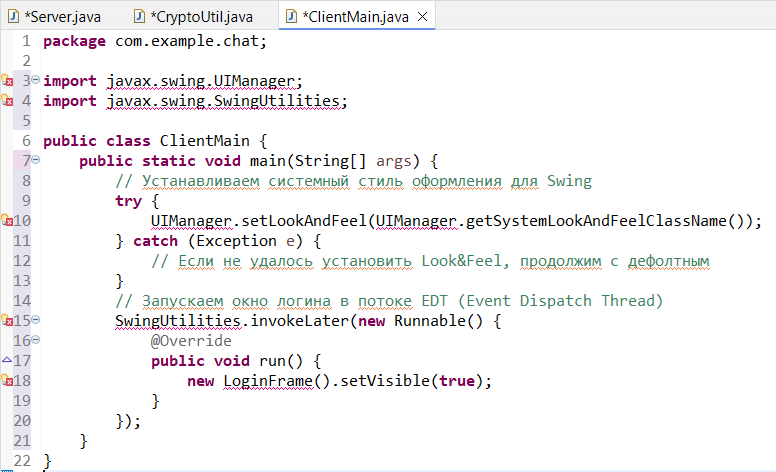 *Server.java *CryptoUtil.java *ClientMain.java
1 package com.example.chat;
2
3 import javax.swing.UIManager;
4 import javax.swing.SwingUtilities;
5
6 public class ClientMain {
7     public static void main(String[] args) {
8         // Устанавливаем системный стиль оформления для Swing
9         try {
10             UIManager.setLookAndFeel(UIManager.getSystemLookAndFeelClassName());
11         } catch (Exception e) {
12             // Если не удалось установить Look&Feel, продолжим с дефолтным
13         }
14         // Запускаем окно логина в потоке EDT (Event Dispatch Thread)
15         SwingUtilities.invokeLater(new Runnable() {
16             @Override
17             public void run() {
18                 new LoginFrame().setVisible(true);
19             }
20         });
21     }
22 }